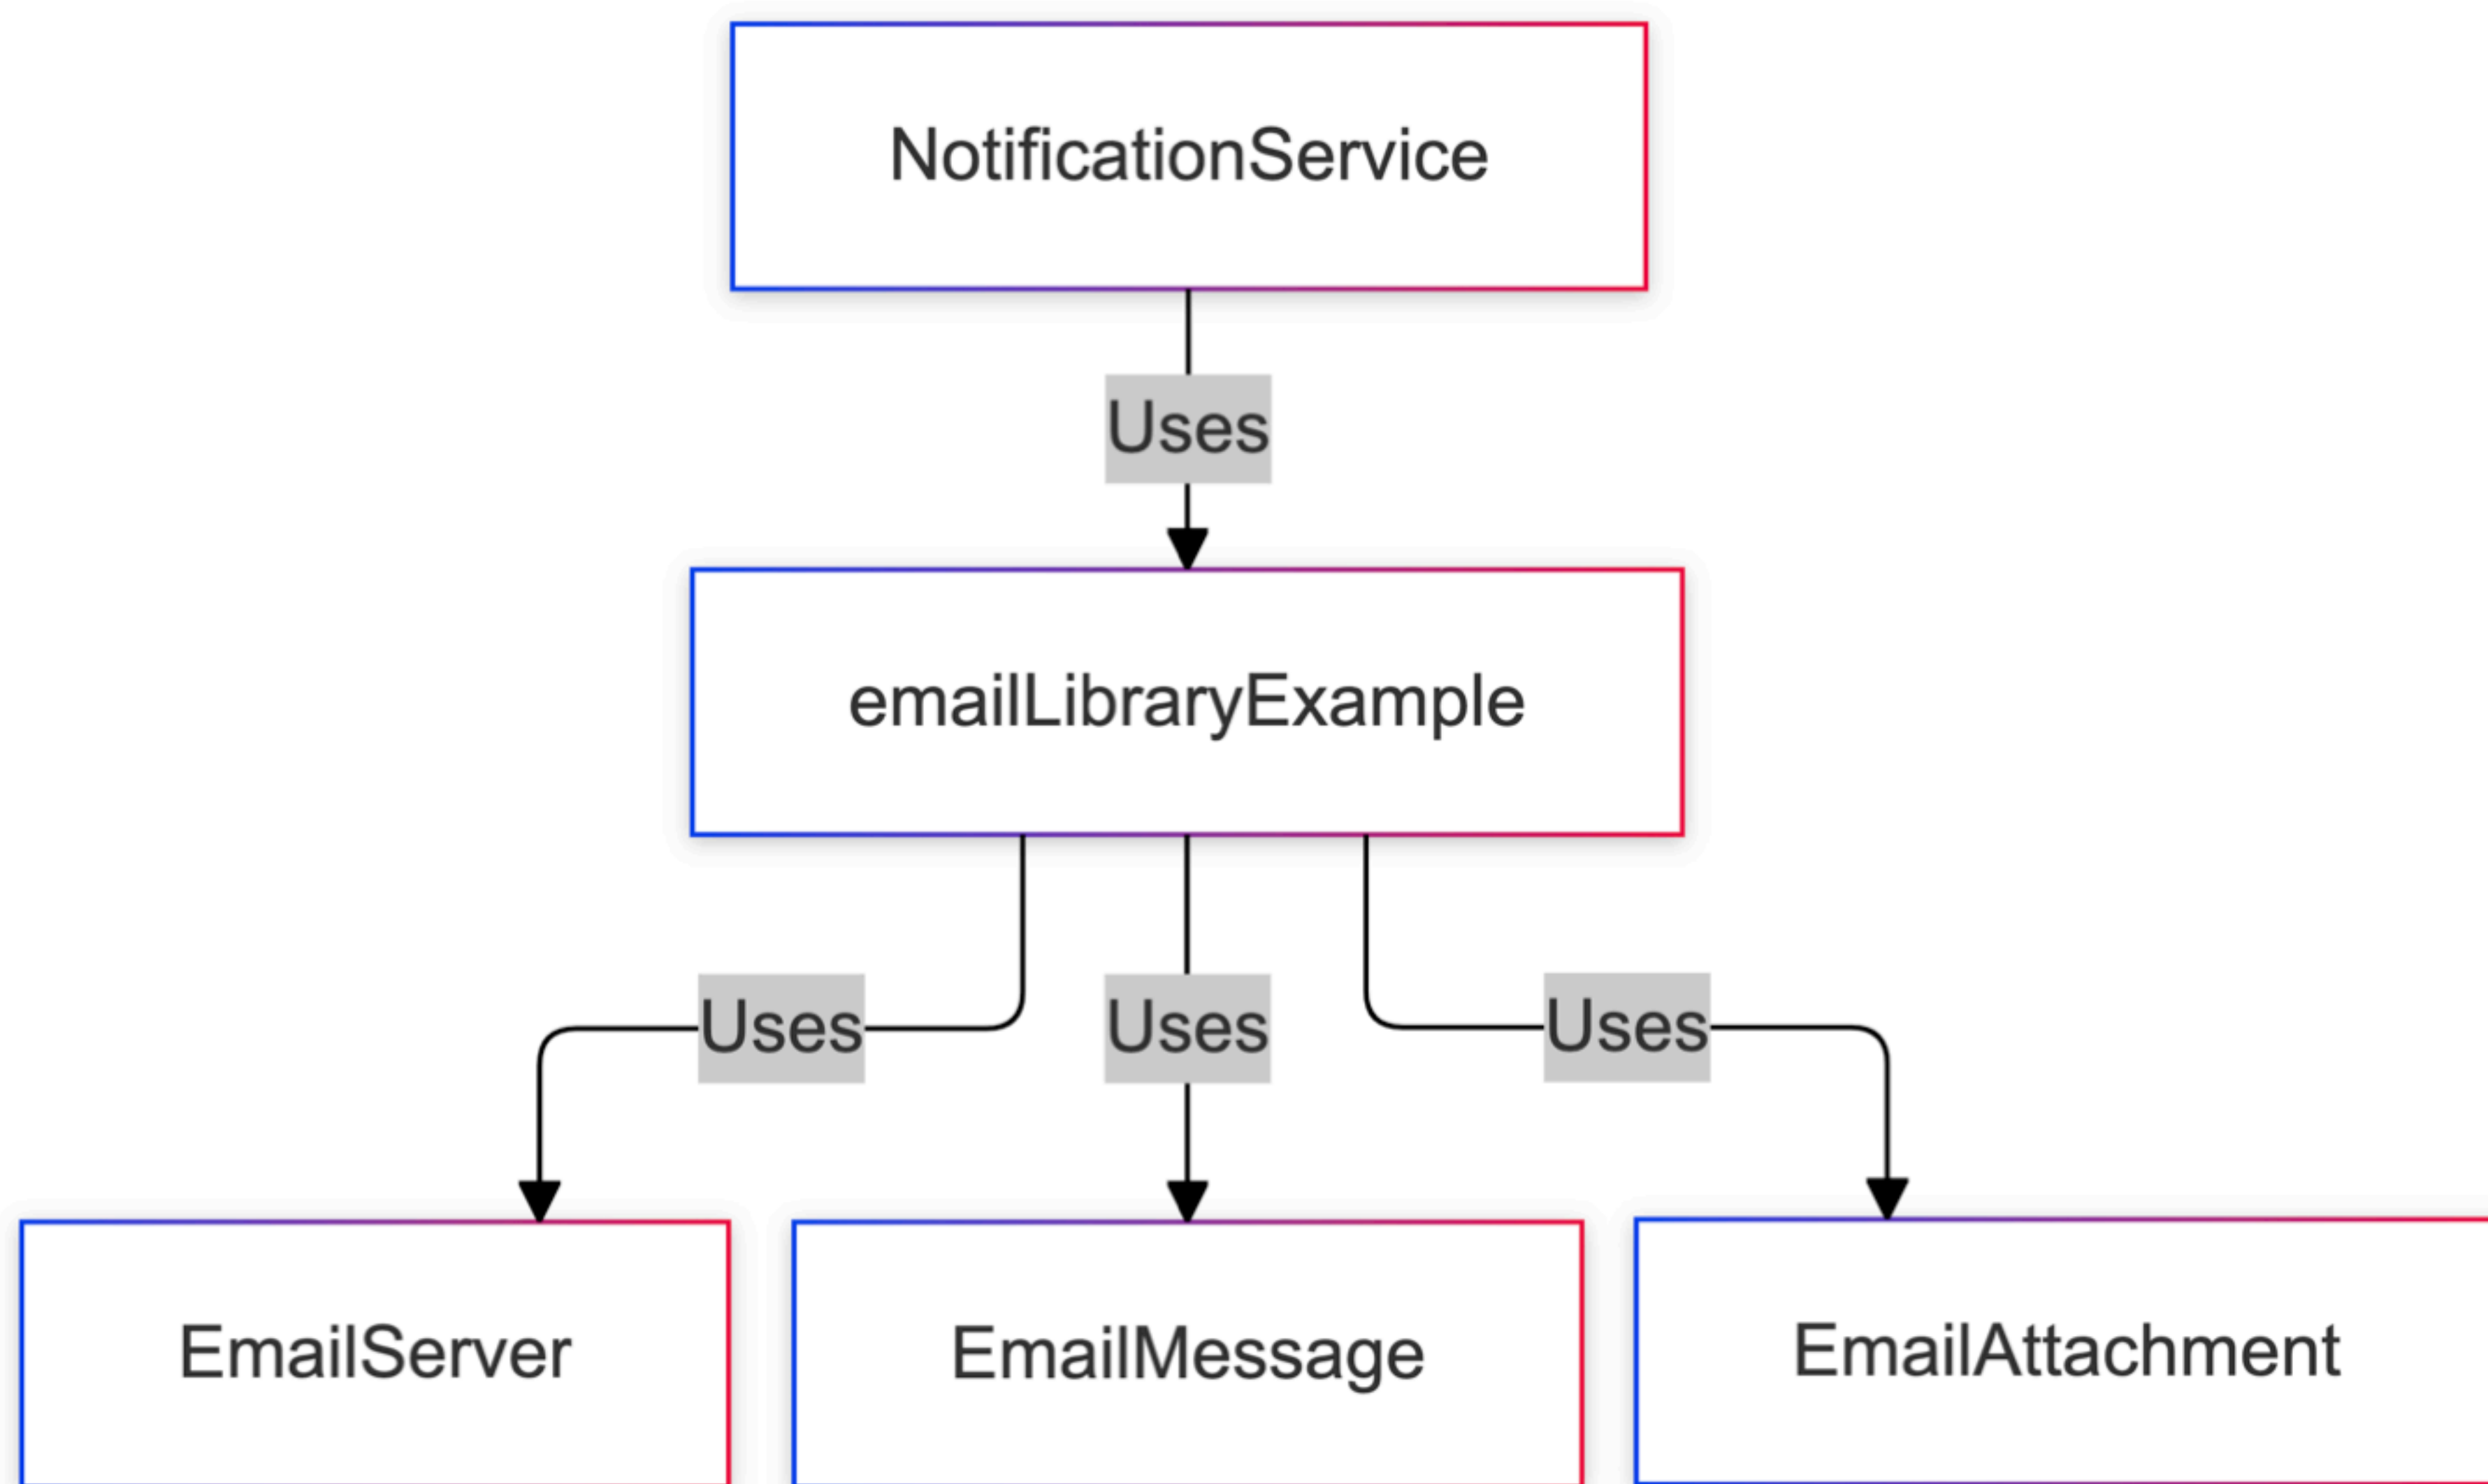 NotificationService
Uses
emailLibraryExample
Uses
Uses
Uses
EmailServer
EmailMessage
EmailAttachment